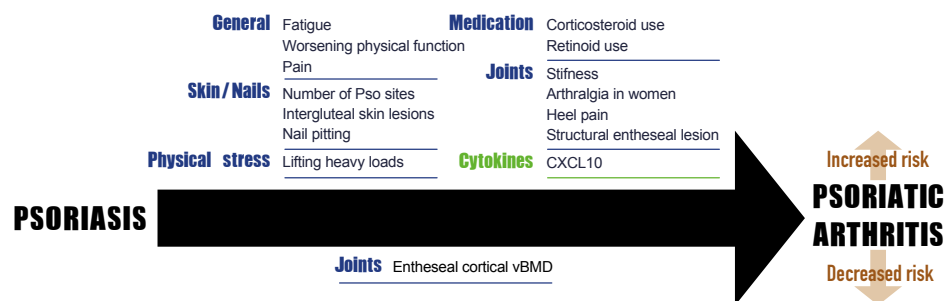 General Fatigue
Worsening physical function
Pain
Skin/Nails Number of Pso sites
Intergluteal skin lesions
Nail pitting
Physical stress Lifting heavy loads
Medication Corticosteroid use
Retinoid use
Joints Stifness
Arthralgia in women
Heel pain
Structural entheseal lesion
Cytokines CXCL10
PSORIASIS
Increased risk
PSORIATIC
ARTHRITIS
Decreased risk
Joints Entheseal cortical vBMD